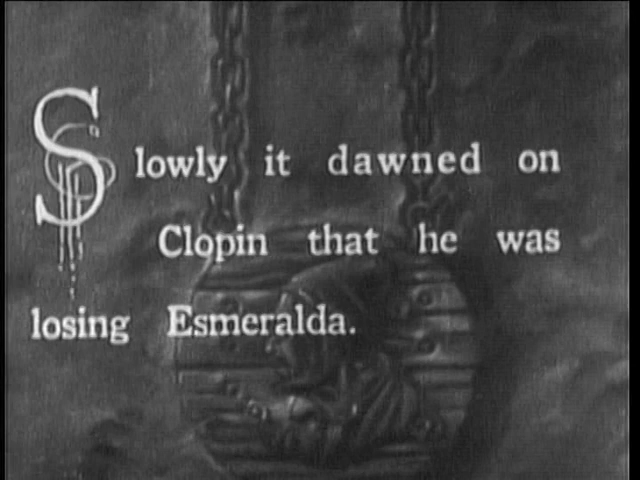 Slowly it dawned on
Clopin that he was
losing Esmeralda.